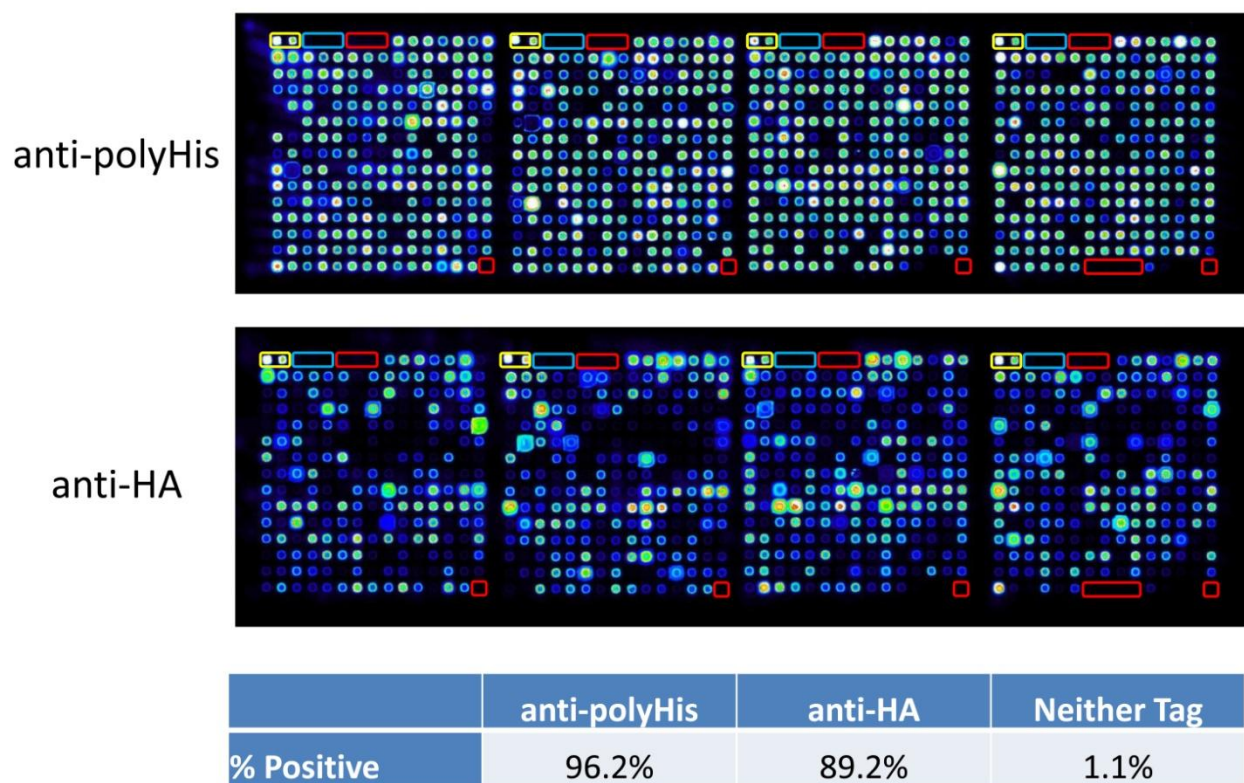 anti-polyHis
anti-HA
anti-polyHis anti-HA Neither Tag
% Positive 96.2% 89.2% 1.1%